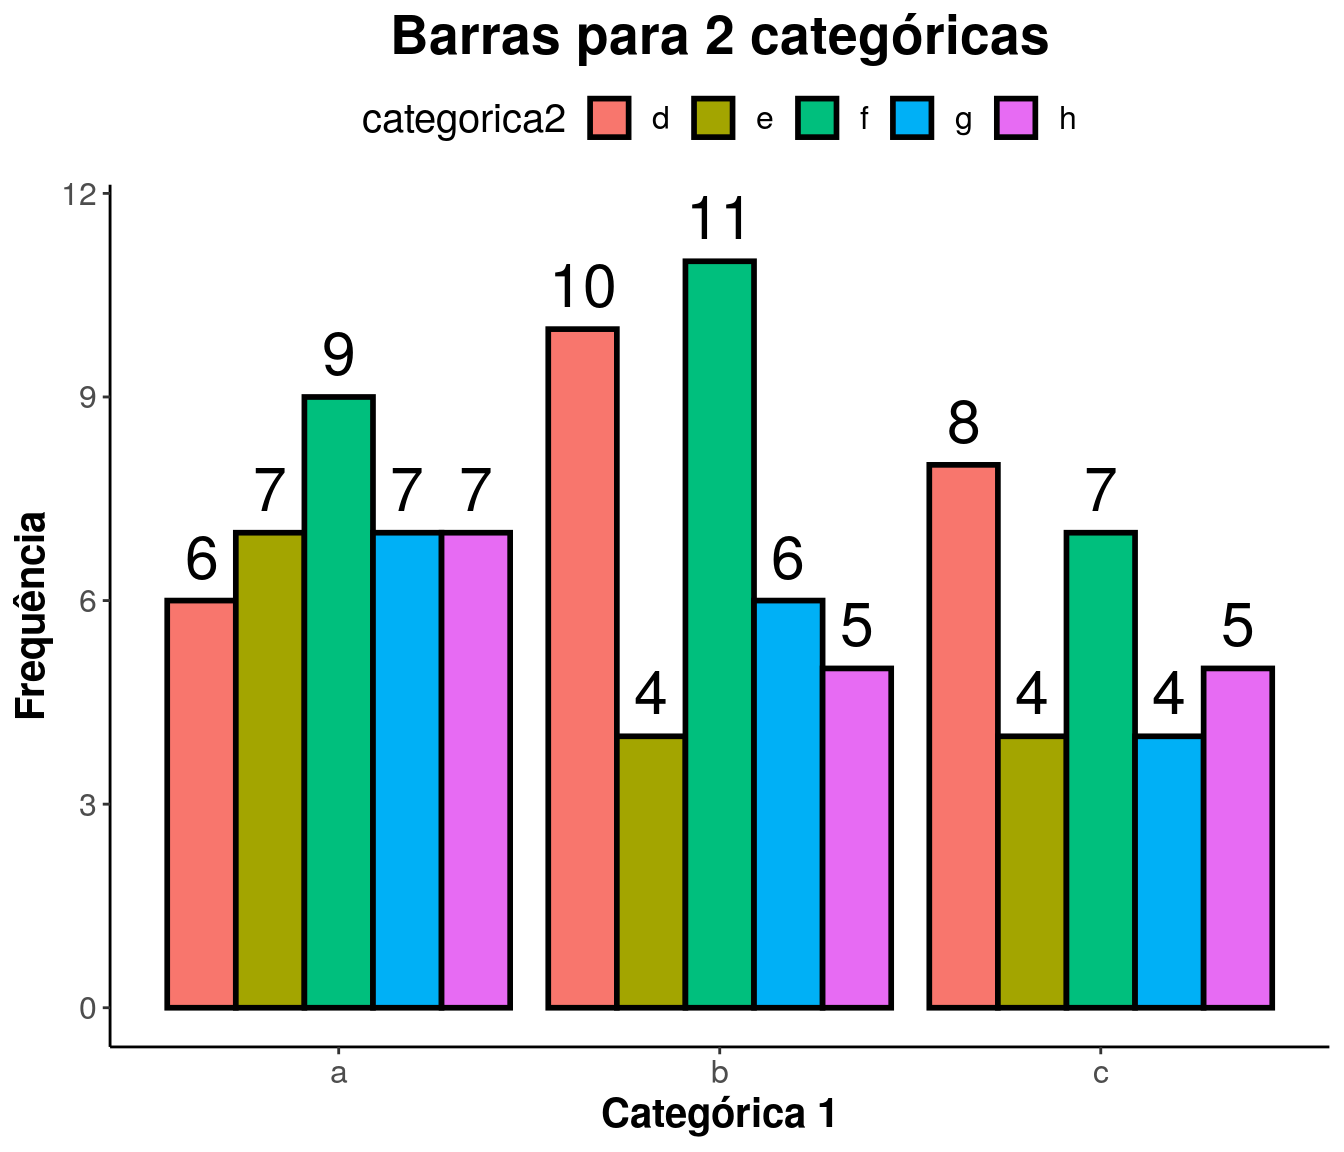 Barras para 2 categóricas
categorica2 d e f g h
12
9
6
3
0
Frequência
6 7 9 7 7
10 4 11 6 5
8 4 7 4 5
a b c
Categórica 1